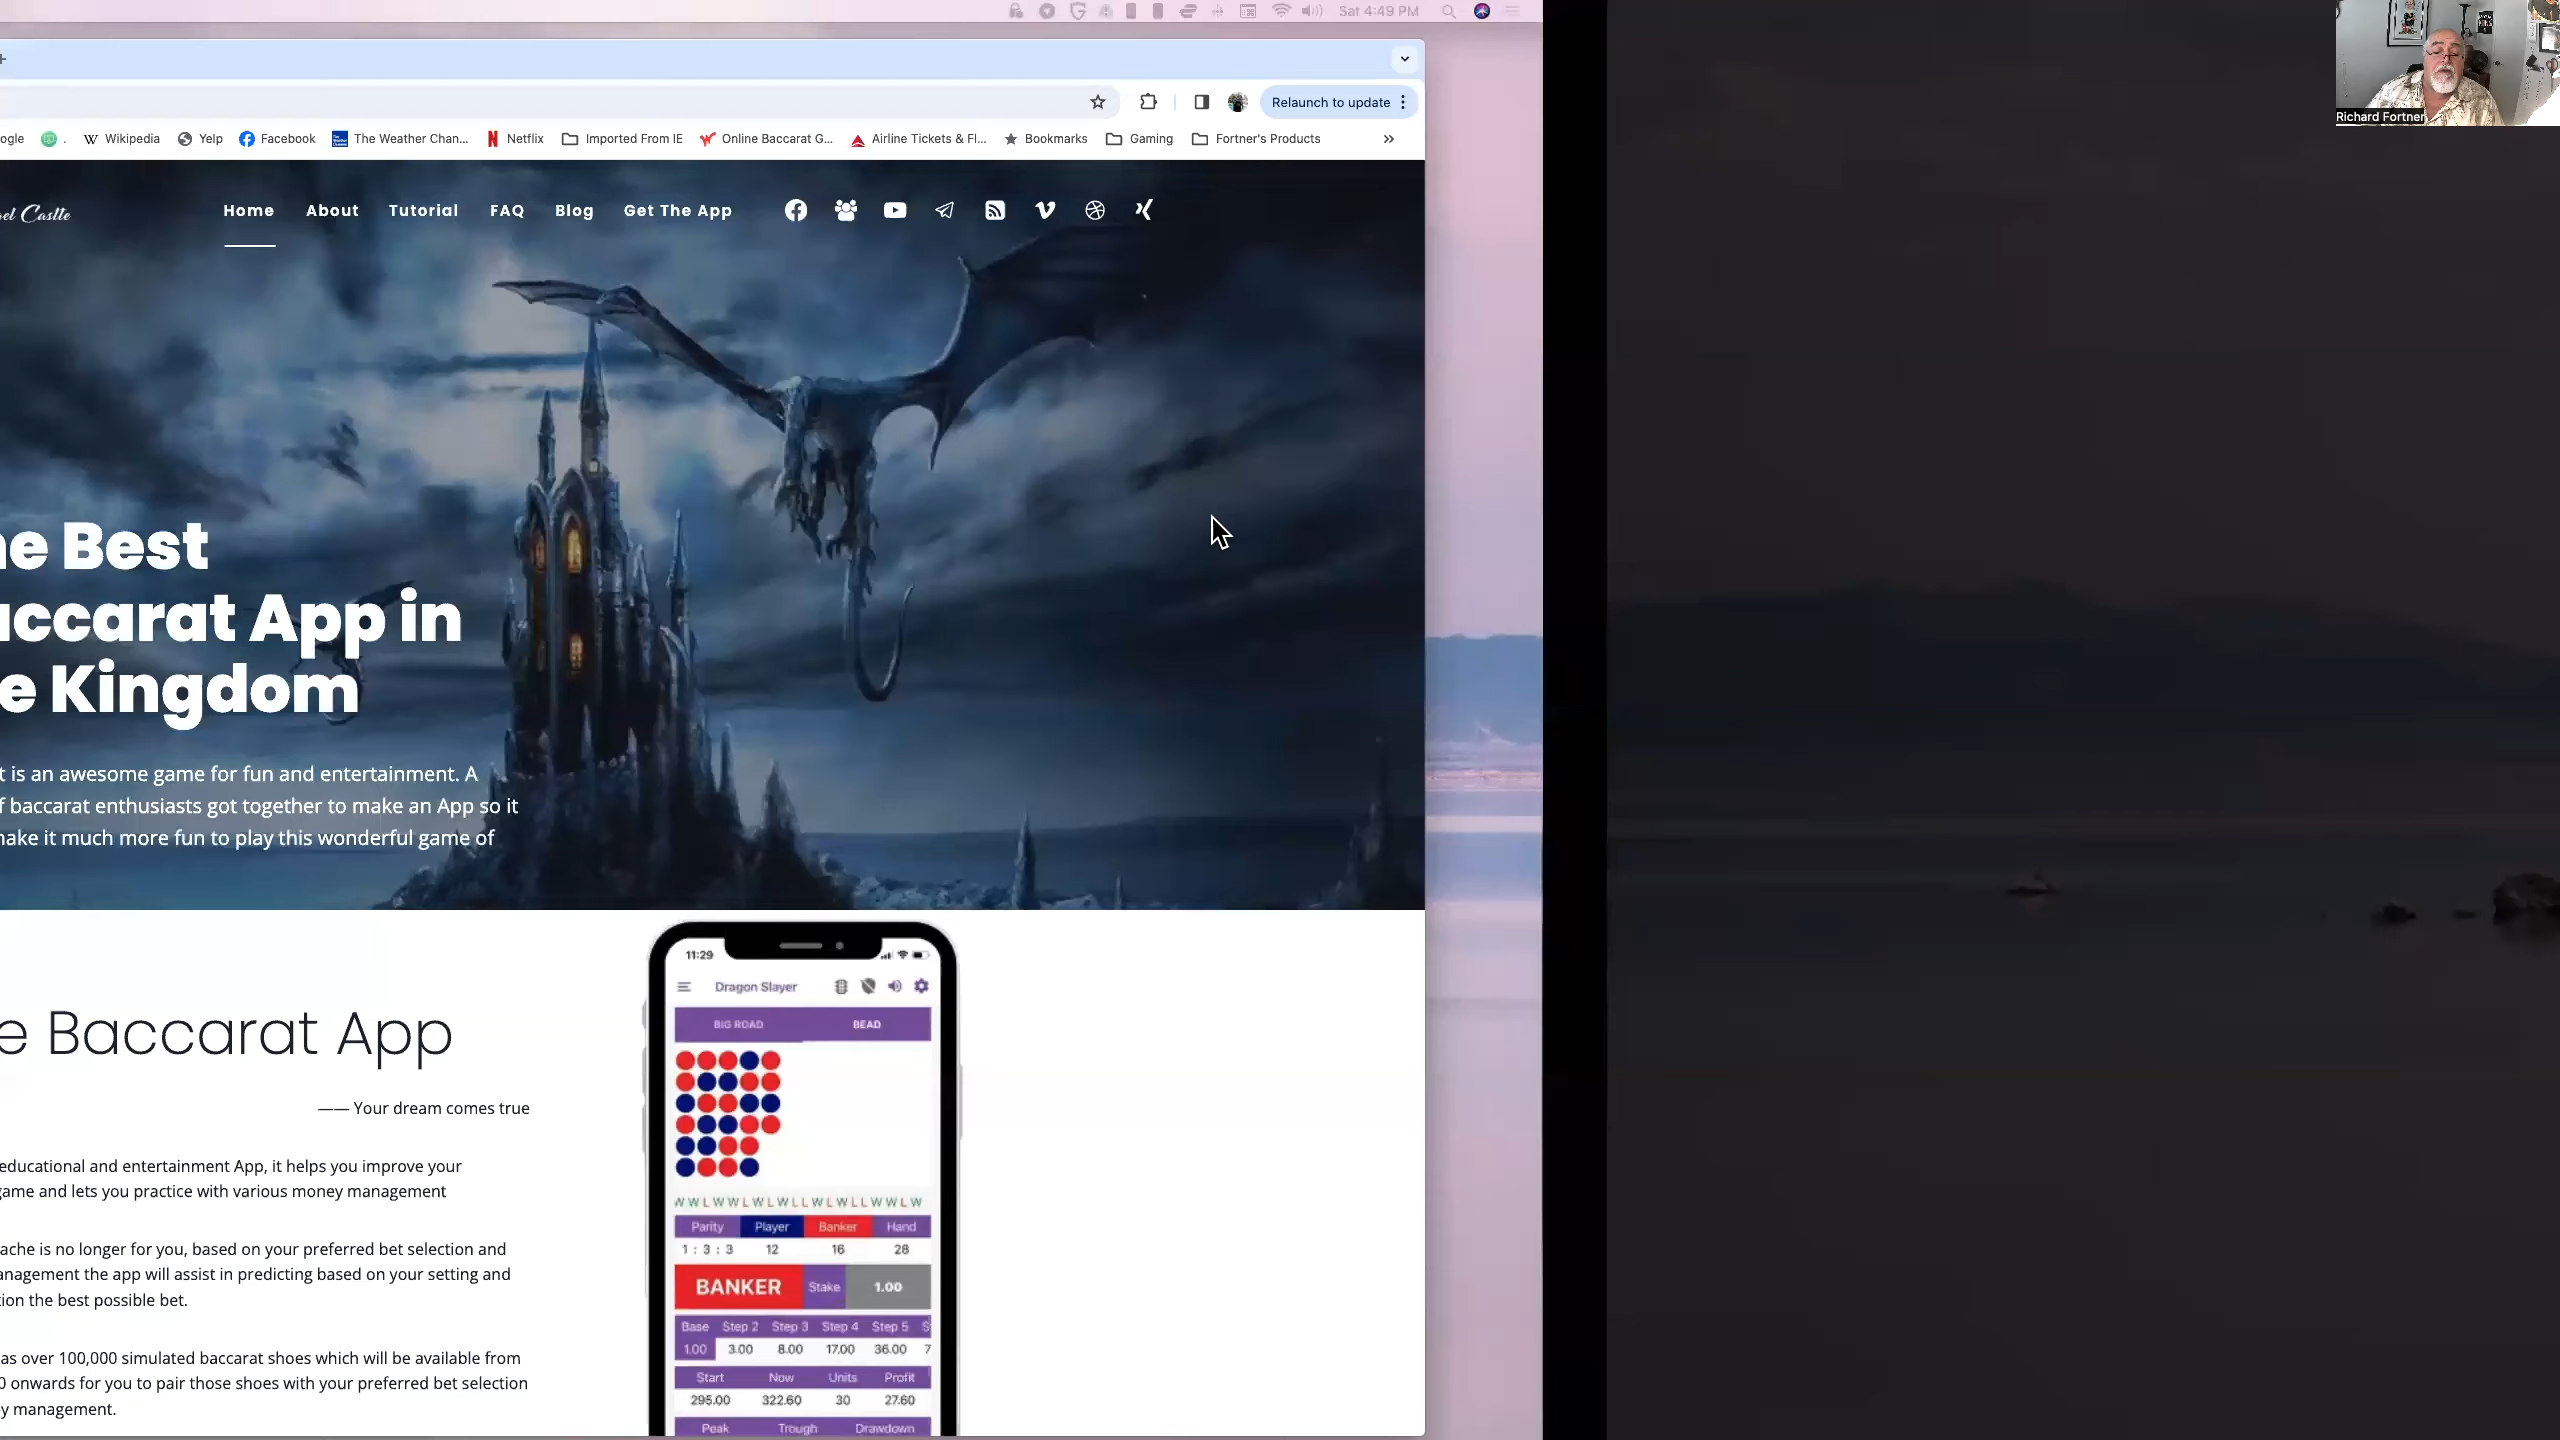 Sat 4:49 PM
Relaunch to update
ogle
.
Wikipedia
Yelp
Facebook
The Weather Chan...
Netflix
Imported From IE
Online Baccarat G...
Airline Tickets & Fl...
Bookmarks
Gaming
Fortner's Products
Richard Fortner
el Castle
Home
About
Tutorial
FAQ
Blog
Get The App
he Best
accarat App in
e Kingdom
t is an awesome game for fun and entertainment. A
f baccarat enthusiasts got together to make an App so it
make it much more fun to play this wonderful game of
e Baccarat App
—— Your dream comes true
educational and entertainment App, it helps you improve your
game and lets you practice with various money management
ache is no longer for you, based on your preferred bet selection and
anagement the app will assist in predicting based on your setting and
tion the best possible bet.
as over 100,000 simulated baccarat shoes which will be available from
0 onwards for you to pair those shoes with your preferred bet selection
y management.
11:29
Dragon Slayer
BIG ROAD BEAD
W W L W W L W L W L L W L W L L W W L W
Parity Player Banker Hand
1 : 3 : 3 12 16 28
BANKER Stake 1.00
Base Step 2 Step 3 Step 4 Step 5 S
1.00 3.00 8.00 17.00 36.00 7
Start Now Units Profit
295.00 322.60 30 27.60
Peak Trough Drawdown